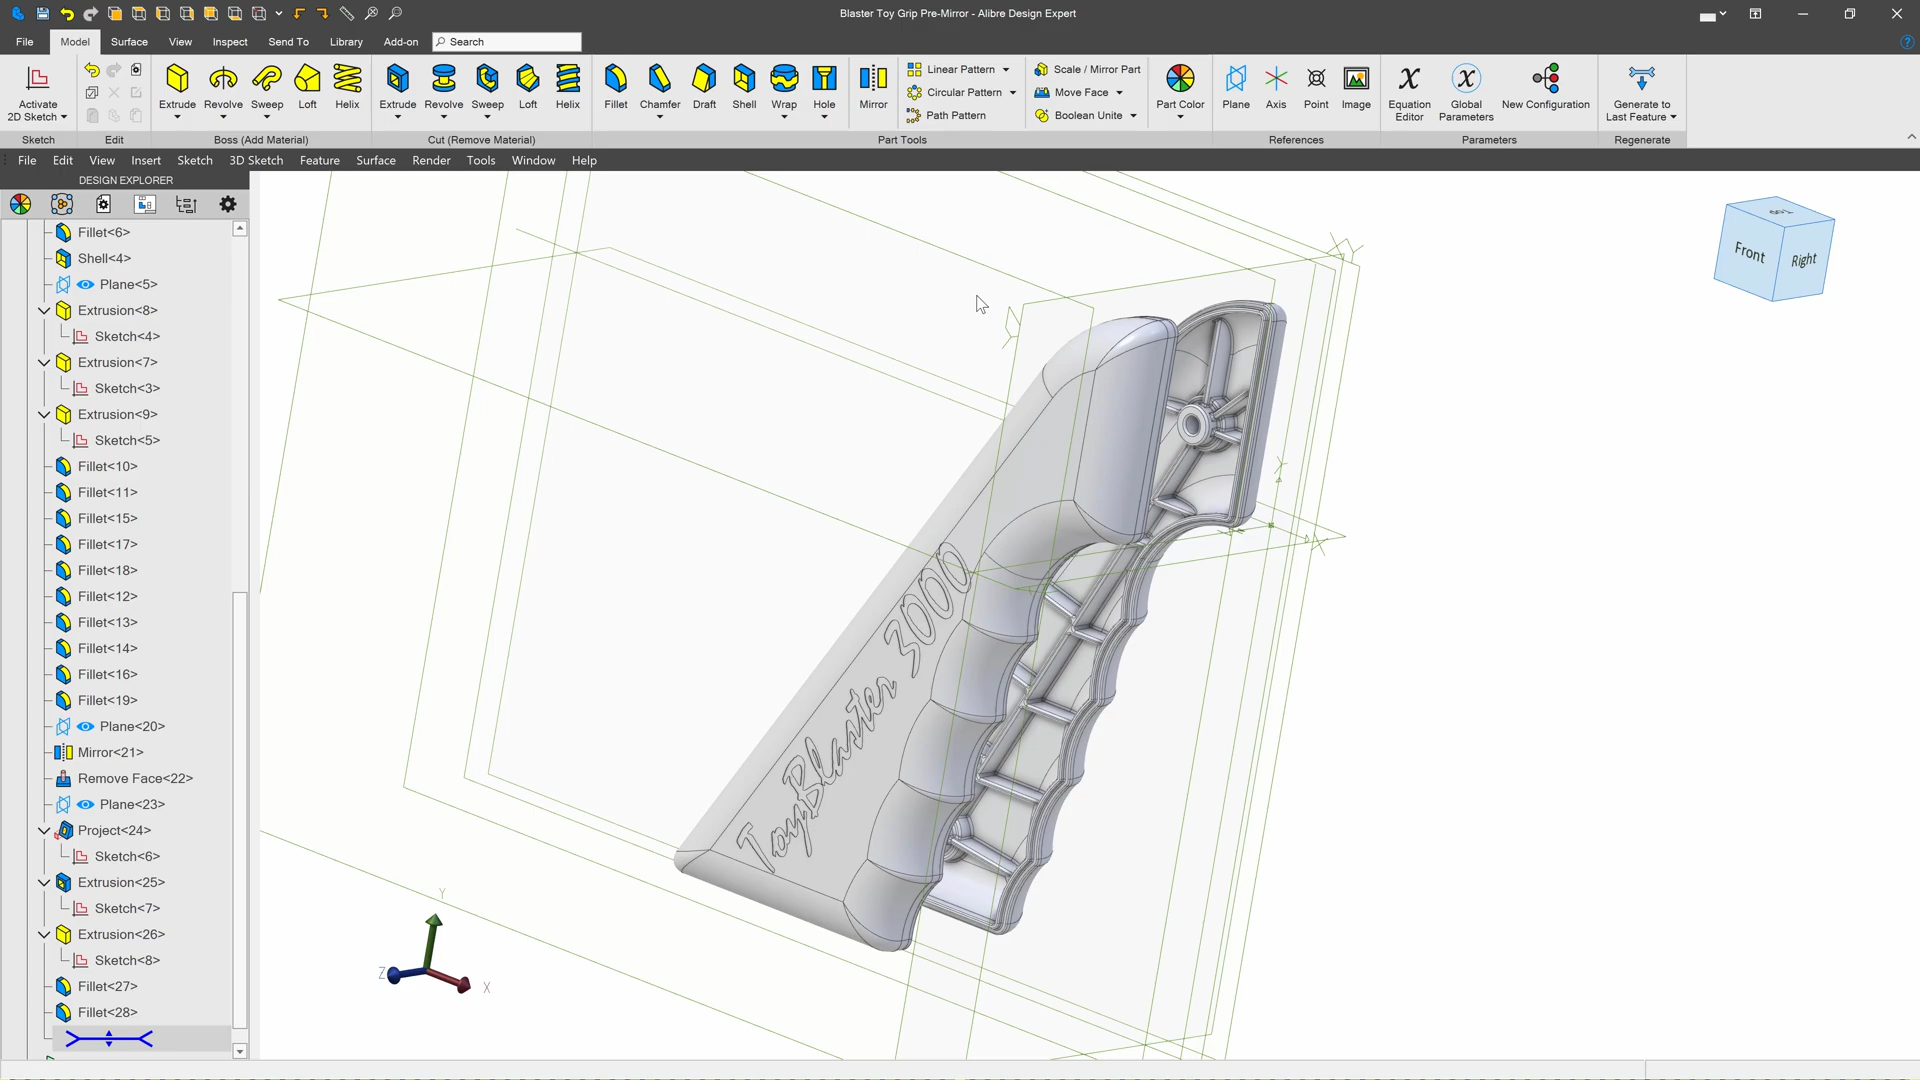 Blaster Toy Grip Pre-Mirror - Alibre Design Expert
File Model Surface View Inspect Send To Library Add-on Search
Activate 2D Sketch
Extrude Revolve Sweep Loft Helix
Extrude Revolve Sweep Loft Helix
Fillet Chamfer Draft Shell Wrap Hole Mirror
Linear Pattern
Circular Pattern
Path Pattern
Scale / Mirror Part
Move Face
Boolean Unite
Part Color
Plane Axis Point Image
Equation Editor
Global Parameters
New Configuration
Generate to Last Feature
Sketch Edit Boss (Add Material) Cut (Remove Material) Part Tools References Parameters Regenerate
File Edit View Insert Sketch 3D Sketch Feature Surface Render Tools Window Help
DESIGN EXPLORER
Fillet<6>
Shell<4>
Plane<5>
Extrusion<8>
Sketch<4>
Extrusion<7>
Sketch<3>
Extrusion<9>
Sketch<5>
Fillet<10>
Fillet<11>
Fillet<15>
Fillet<17>
Fillet<18>
Fillet<12>
Fillet<13>
Fillet<14>
Fillet<16>
Fillet<19>
Plane<20>
Mirror<21>
Remove Face<22>
Plane<23>
Project<24>
Sketch<6>
Extrusion<25>
Sketch<7>
Extrusion<26>
Sketch<8>
Fillet<27>
Fillet<28>
Top
Front
Right
ToyBlaster 3000
Y
Z
X